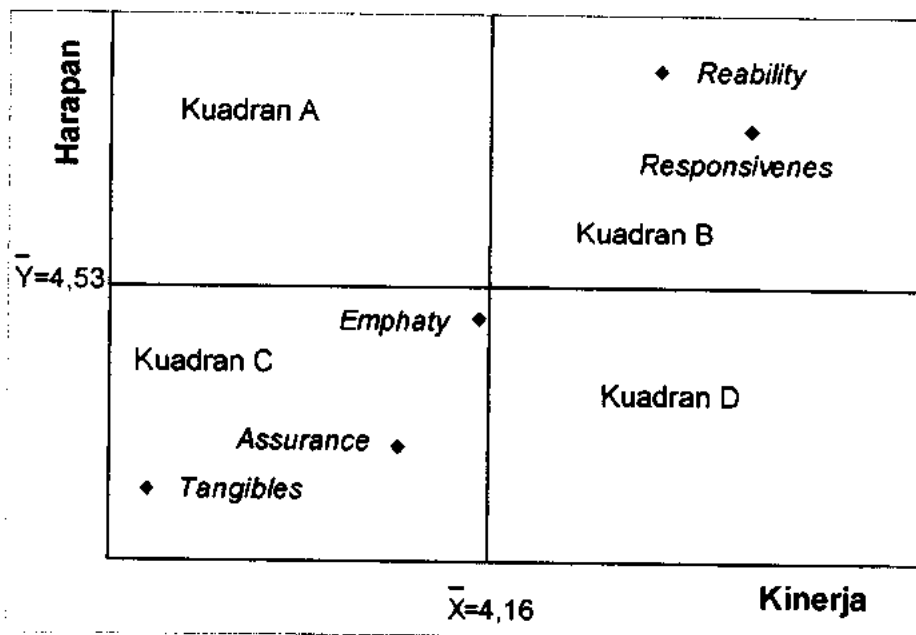 Harapan
Kuadran A
Reability
Responsivenes
Kuadran B
Y=4,53
Emphaty
Kuadran C
Kuadran D
Assurance
Tangibles
X=4,16
Kinerja